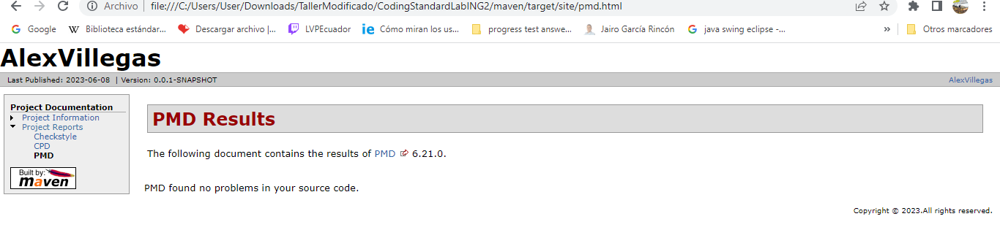 Archivo | file:///C:/Users/User/Downloads/TallerModificado/CodingStandardLabING2/maven/target/site/pmd.html
Google Biblioteca estándar... Descargar archivo |... LVPEcuador Cómo miran los us... progress test answe... Jairo García Rincón java swing eclipse -... » Otros marcadores
AlexVillegas
Last Published: 2023-06-08 | Version: 0.0.1-SNAPSHOT AlexVillegas
Project Documentation
Project Information
Project Reports
Checkstyle
CPD
PMD
Built by:
maven
PMD Results
The following document contains the results of PMD 6.21.0.
PMD found no problems in your source code.
Copyright © 2023.All rights reserved.